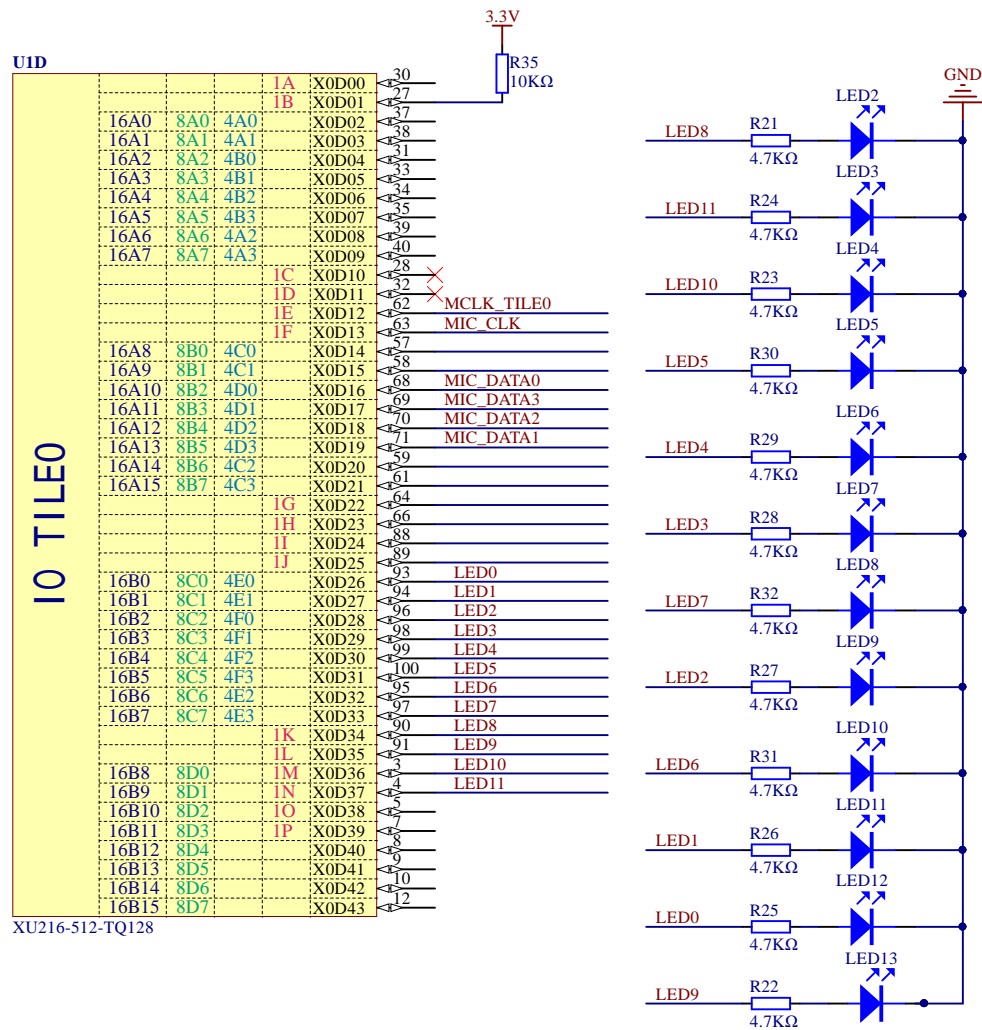 3.3V
R35
10KΩ
U1D
IO TILE0
1A X0D00 30
1B X0D01 27
16A0 8A0 4A0 X0D02 37
16A1 8A1 4A1 X0D03 38
16A2 8A2 4B0 X0D04 31
16A3 8A3 4B1 X0D05 33
16A4 8A4 4B2 X0D06 34
16A5 8A5 4B3 X0D07 35
16A6 8A6 4A2 X0D08 39
16A7 8A7 4A3 X0D09 40
1C X0D10 28
1D X0D11 32
1E X0D12 62 MCLK_TILE0
1F X0D13 63 MIC_CLK
16A8 8B0 4C0 X0D14 57
16A9 8B1 4C1 X0D15 58
16A10 8B2 4D0 X0D16 68 MIC_DATA0
16A11 8B3 4D1 X0D17 69 MIC_DATA3
16A12 8B4 4D2 X0D18 70 MIC_DATA2
16A13 8B5 4D3 X0D19 71 MIC_DATA1
16A14 8B6 4C2 X0D20 59
16A15 8B7 4C3 X0D21 61
1G X0D22 64
1H X0D23 66
1I X0D24 88
1J X0D25 89
16B0 8C0 4E0 X0D26 93 LED0
16B1 8C1 4E1 X0D27 94 LED1
16B2 8C2 4F0 X0D28 96 LED2
16B3 8C3 4F1 X0D29 98 LED3
16B4 8C4 4F2 X0D30 99 LED4
16B5 8C5 4F3 X0D31 100 LED5
16B6 8C6 4E2 X0D32 95 LED6
16B7 8C7 4E3 X0D33 97 LED7
1K X0D34 90 LED8
1L X0D35 91 LED9
16B8 8D0 1M X0D36 3 LED10
16B9 8D1 1N X0D37 4 LED11
16B10 8D2 1O X0D38 5
16B11 8D3 1P X0D39 7
16B12 8D4 X0D40 8
16B13 8D5 X0D41 9
16B14 8D6 X0D42 10
16B15 8D7 X0D43 12
XU216-512-TQ128
GND
LED2
LED8 R21
4.7KΩ
LED3
LED11 R24
4.7KΩ
LED4
LED10 R23
4.7KΩ
LED5
LED5 R30
4.7KΩ
LED6
LED4 R29
4.7KΩ
LED7
LED3 R28
4.7KΩ
LED8
LED7 R32
4.7KΩ
LED9
LED2 R27
4.7KΩ
LED10
LED6 R31
4.7KΩ
LED11
LED1 R26
4.7KΩ
LED12
LED0 R25
4.7KΩ
LED13
LED9 R22
4.7KΩ